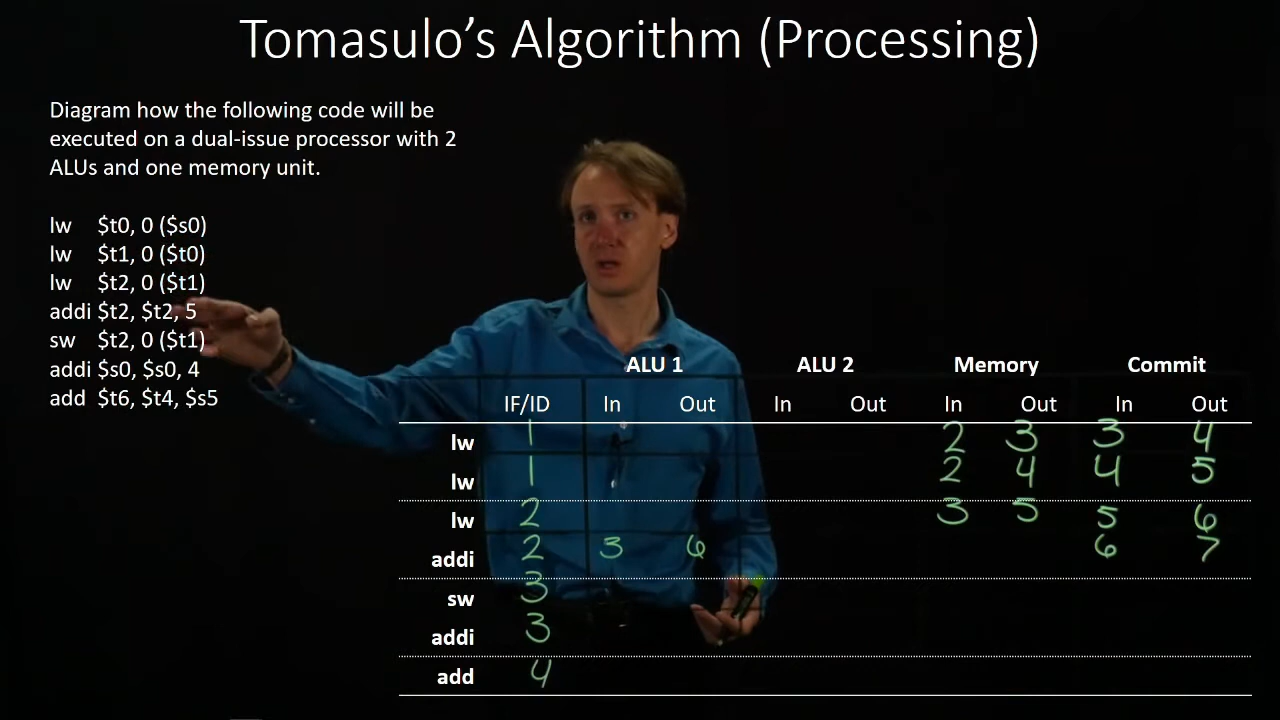 Tomasulo's Algorithm (Processing)
Diagram how the following code will be
executed on a dual-issue processor with 2
ALUs and one memory unit.
lw $t0, 0 ($s0)
lw $t1, 0 ($t0)
lw $t2, 0 ($t1)
addi $t2, $t2, 5
sw $t2, 0 ($t1)
addi $s0, $s0, 4
add $t6, $t4, $s5
ALU 1 ALU 2 Memory Commit
IF/ID In Out In Out In Out In Out
lw 1 2 3 3 4
lw 1 2 4 4 5
lw 2 3 5 5 6
addi 2 3 6 6 7
sw 3
addi 3
add 4